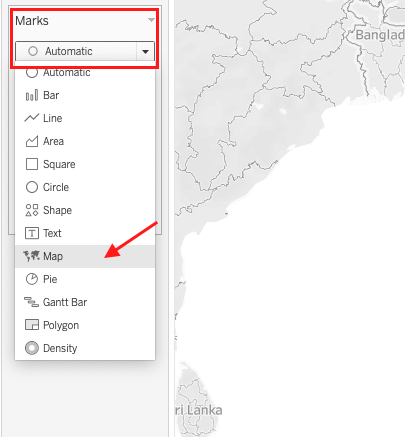 Marks
Automatic
Automatic
Bar
Line
Area
Square
Circle
Shape
Text
Map
Pie
Gantt Bar
Polygon
Density
Banglad
ri Lanka